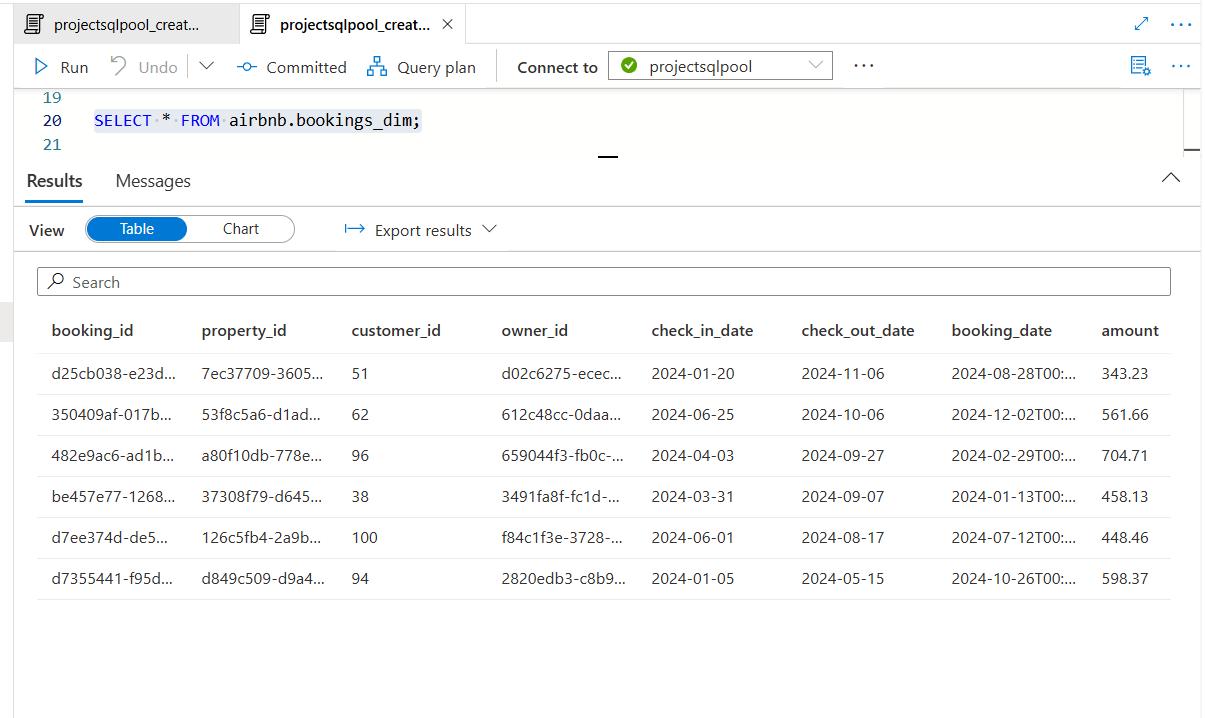 projectsqlpool_creat... projectsqlpool_creat...
Run Undo Committed Query plan Connect to projectsqlpool
19
20 SELECT * FROM airbnb.bookings_dim;
21
Results Messages
View Table Chart Export results
Search
booking_id property_id customer_id owner_id check_in_date check_out_date booking_date amount
d25cb038-e23d... 7ec37709-3605... 51 d02c6275-ecec... 2024-01-20 2024-11-06 2024-08-28T00:... 343.23
350409af-017b... 53f8c5a6-d1ad... 62 612c48cc-0daa... 2024-06-25 2024-10-06 2024-12-02T00:... 561.66
482e9ac6-ad1b... a80f10db-778e... 96 659044f3-fb0c-... 2024-04-03 2024-09-27 2024-02-29T00:... 704.71
be457e77-1268... 37308f79-d645... 38 3491fa8f-fc1d-... 2024-03-31 2024-09-07 2024-01-13T00:... 458.13
d7ee374d-de5... 126c5fb4-2a9b... 100 f84c1f3e-3728-... 2024-06-01 2024-08-17 2024-07-12T00:... 448.46
d7355441-f95d... d849c509-d9a4... 94 2820edb3-c8b9... 2024-01-05 2024-05-15 2024-10-26T00:... 598.37